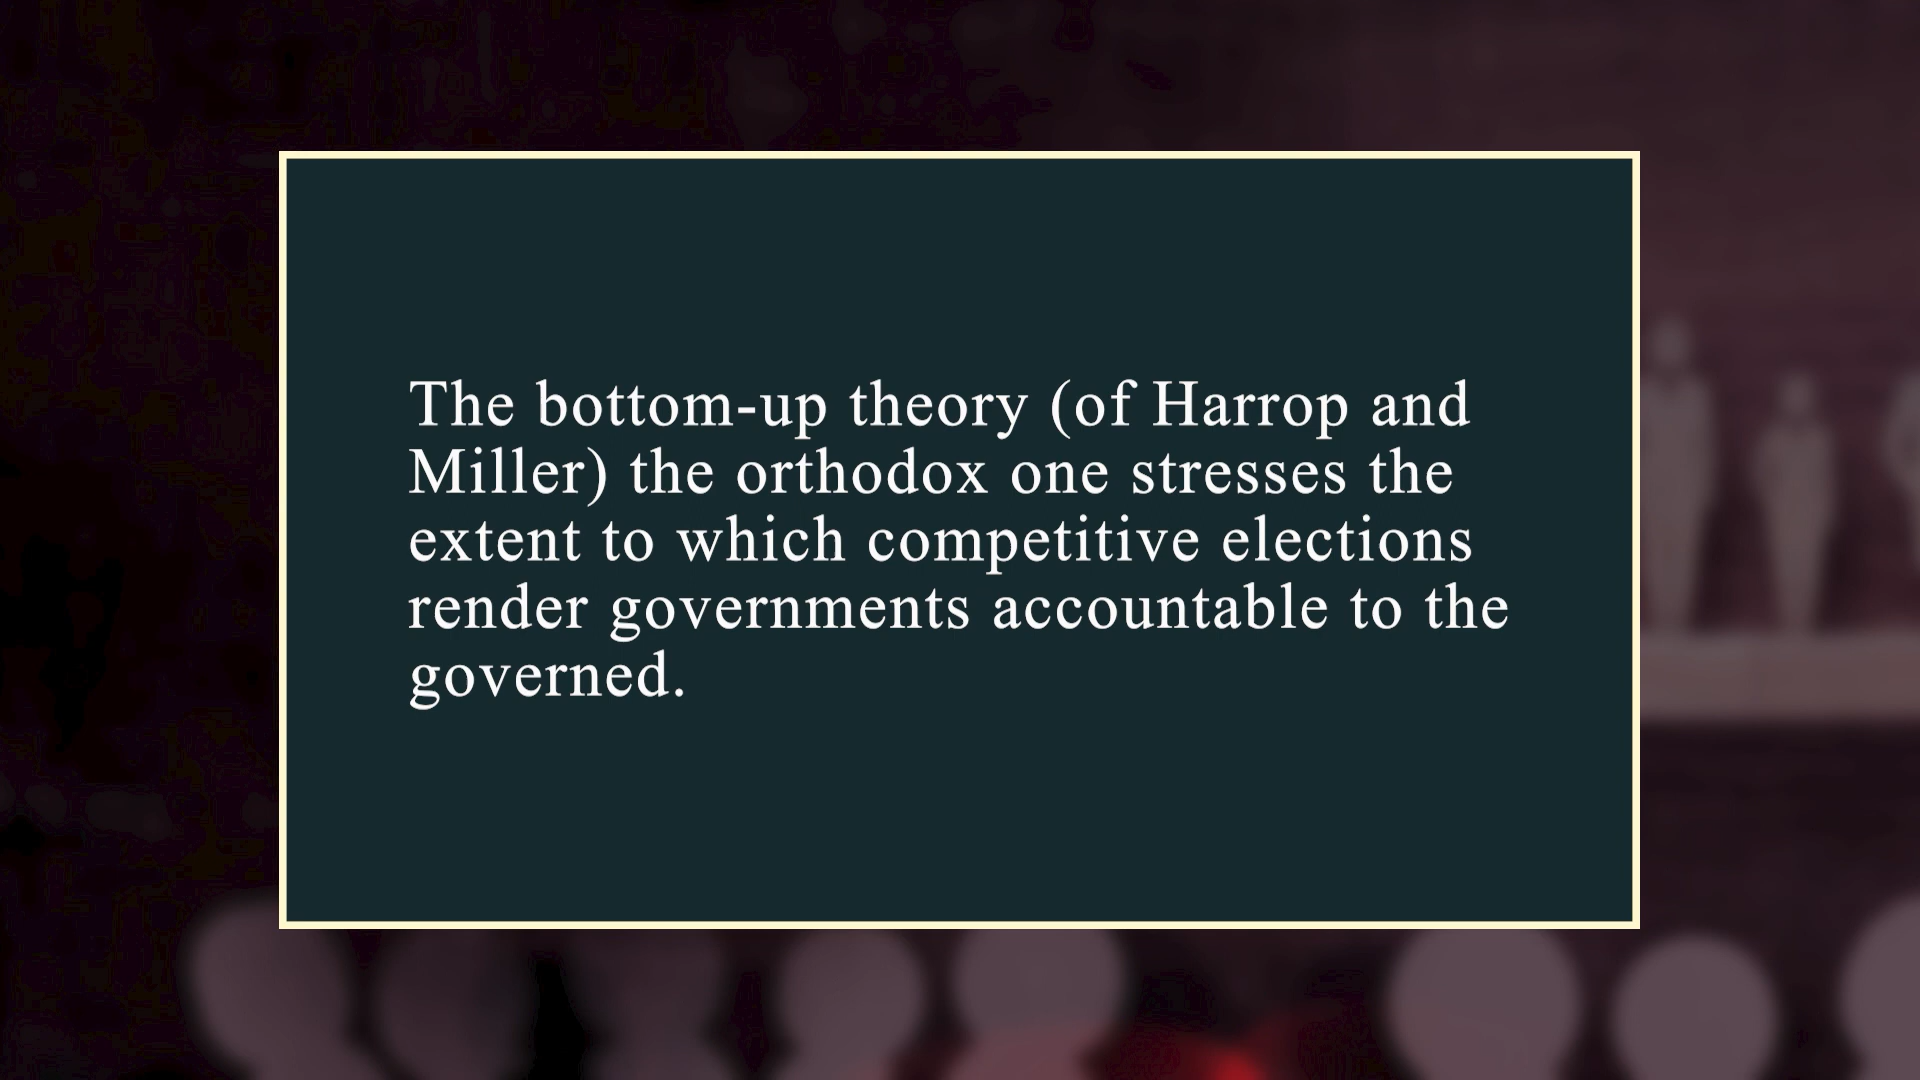 The bottom-up theory (of Harrop and
Miller) the orthodox one stresses the
extent to which competitive elections
render governments accountable to the
governed.